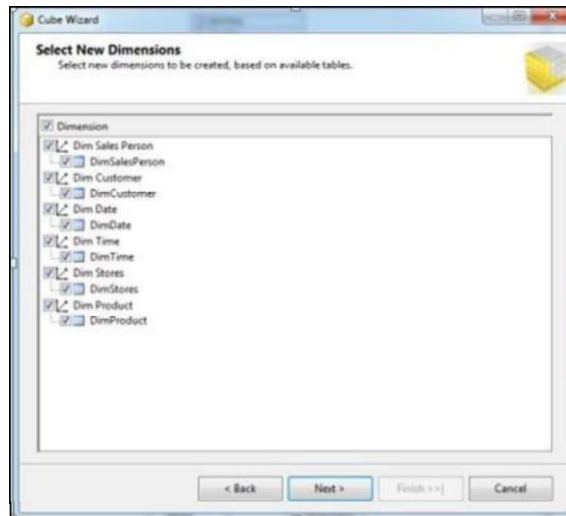 Cube Wizard
Select New Dimensions
Select new dimensions to be created, based on available tables.
Dimension
Dim Sales Person
DimSalesPerson
Dim Customer
DimCustomer
Dim Date
DimDate
Dim Time
DimTime
Dim Stores
DimStores
Dim Product
DimProduct
< Back
Next >
Finish >>|
Cancel